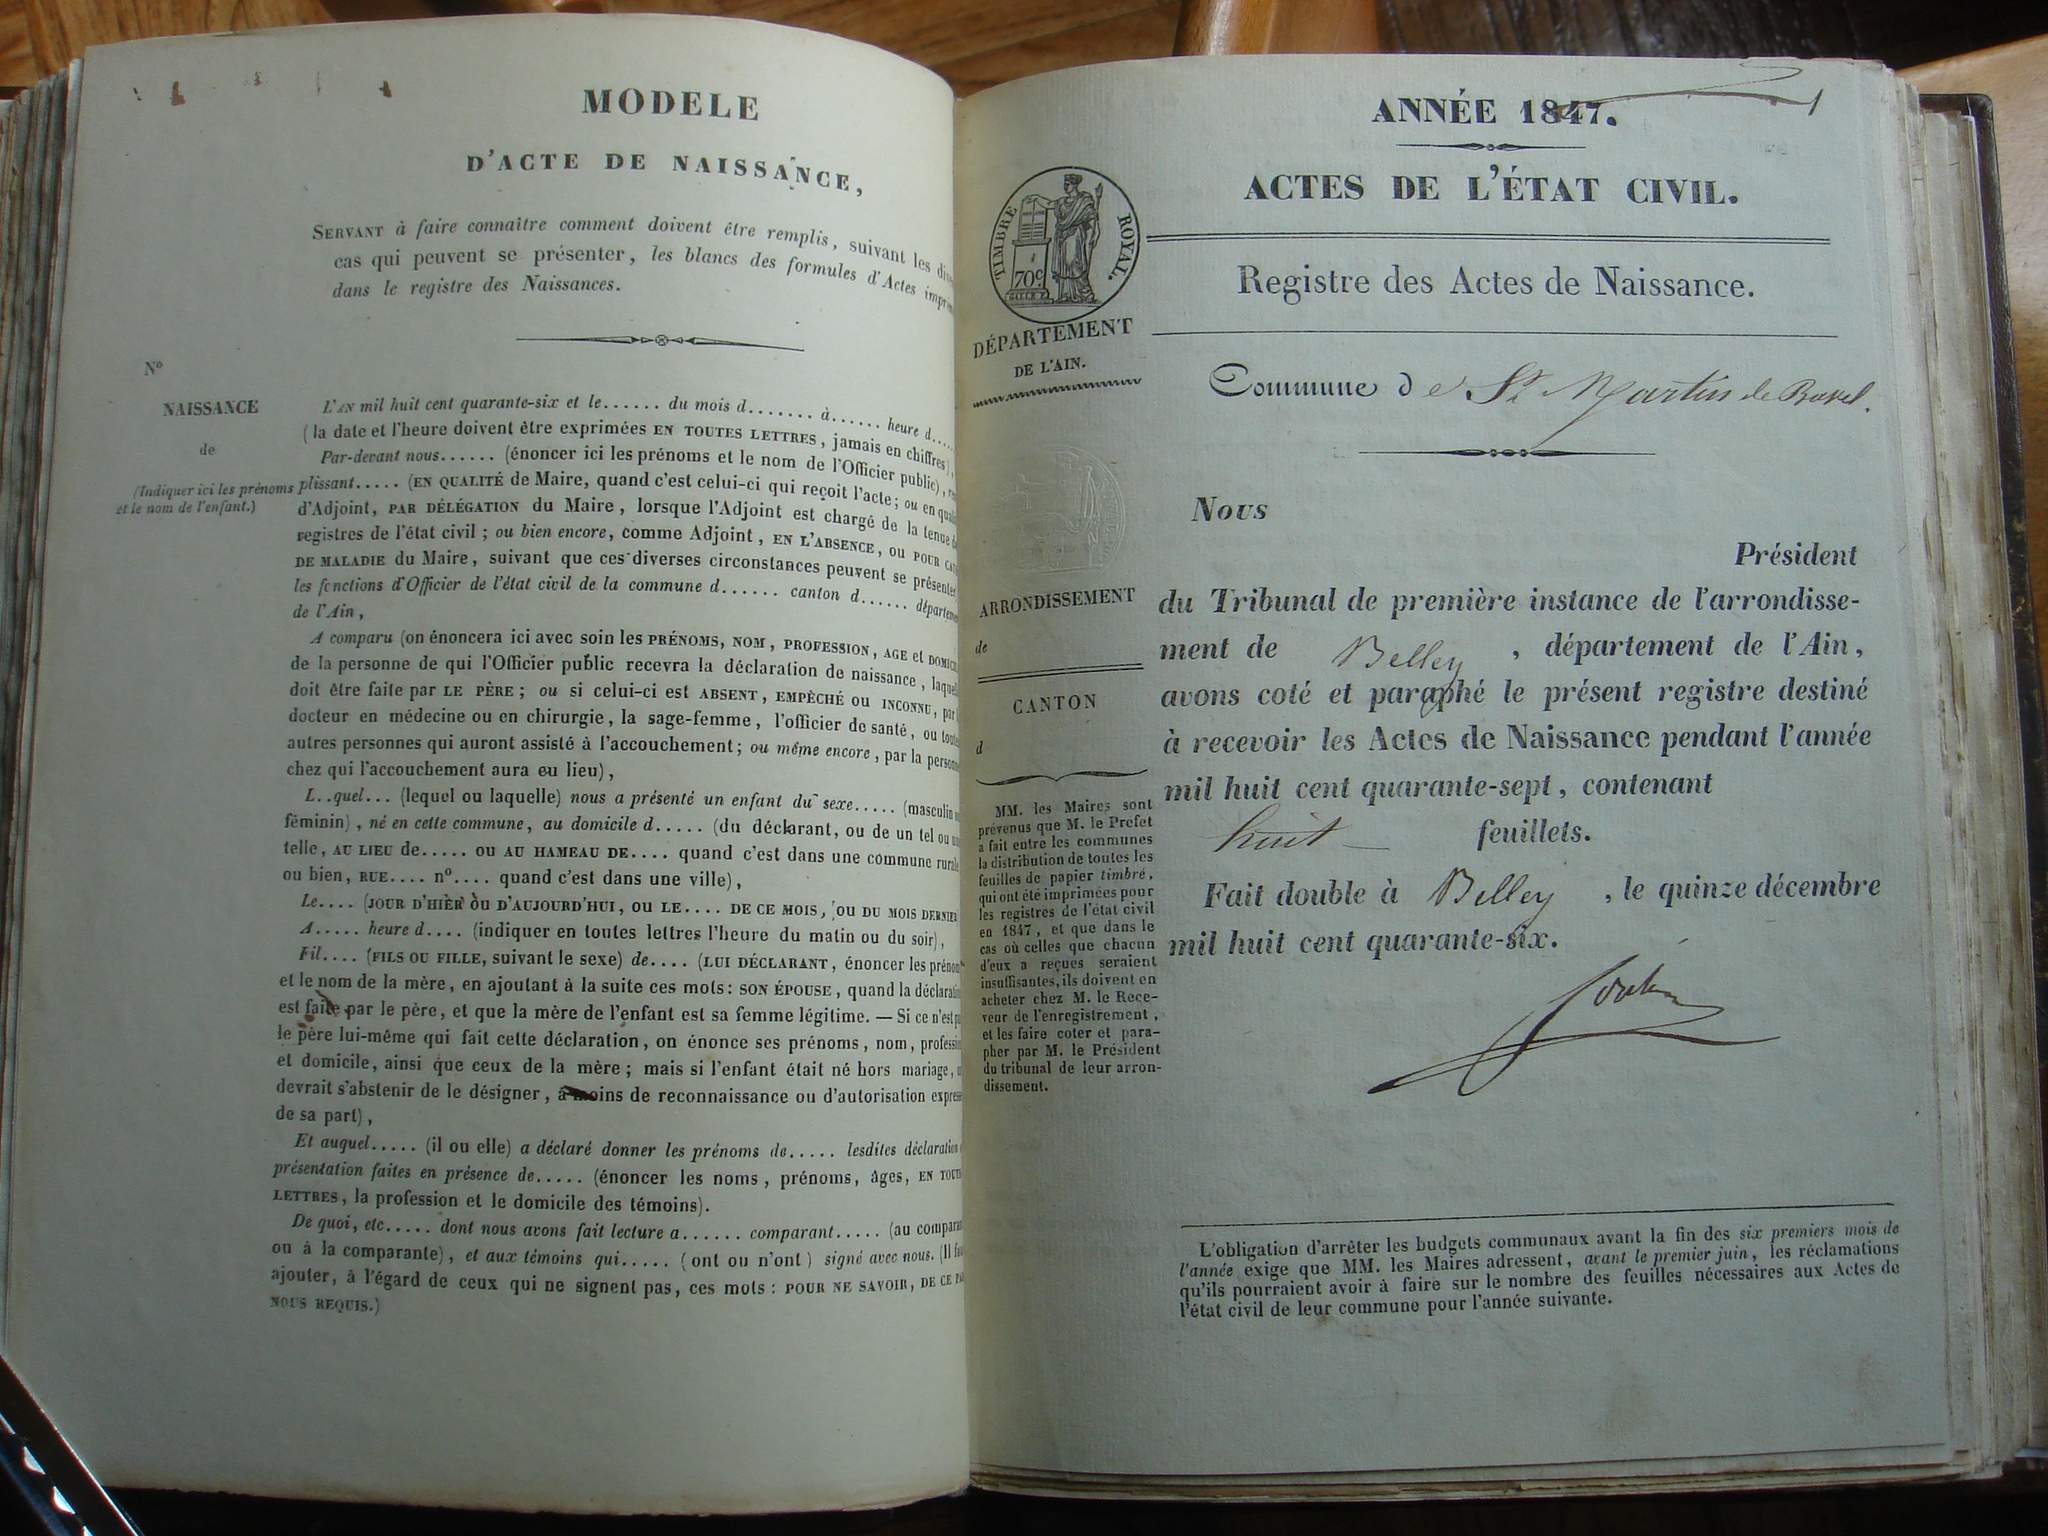 MODELE
D'ACTE DE NAISSANCE,
SERVANT à faire connaître comment doivent être remplis, suivant les
cas qui peuvent se présenter, les blancs des formules d'Actes
dans le registre des Naissances.
N°
NAISSANCE
de
(Indiquer ici les prénoms
et le nom de l'enfant.)
L'AN mil huit cent quarante-six et le...... du mois d....... à...... heure d.....
(la date et l'heure doivent être exprimées EN TOUTES LETTRES, jamais en chiffres),
Par-devant nous...... (énoncer ici les prénoms et le nom de l'Officier public),
plissant..... (EN QUALITÉ de Maire, quand c'est celui-ci qui reçoit l'acte; ou en
d'Adjoint, PAR DÉLÉGATION du Maire, lorsque l'Adjoint est chargé de la tenue
registres de l'état civil; ou bien encore, comme Adjoint, EN L'ABSENCE, OU POUR
DE MALADIE du Maire, suivant que ces diverses circonstances peuvent se
les fonctions d'Officier de l'état civil de la commune d...... canton d......
de l'Ain,
A comparu (on énoncera ici avec soin les PRÉNOMS, NOM, PROFESSION, AGE et
de la personne de qui l'Officier public recevra la déclaration de naissance,
doit être faite par LE PÈRE; ou si celui-ci est ABSENT, EMPÈCHÉ OU INCONNU, par
docteur en médecine ou en chirurgie, la sage-femme, l'officier de santé, ou
autres personnes qui auront assisté à l'accouchement; ou même encore, par la
chez qui l'accouchement aura eu lieu),
L..quel... (lequel ou laquelle) nous a présenté un enfant du sexe..... (masculin
féminin), né en cette commune, au domicile d..... (du déclarant, ou de un tel ou
telle, AU LIEU de..... OU AU HAMEAU DE.... quand c'est dans une commune
ou bien, RUE.... n°.... quand c'est dans une ville),
Le.... (JOUR D'HIER OU D'AUJOURD'HUI, OU LE.... DE CE MOIS, OU DU MOIS DERNIER
A..... heure d.... (indiquer en toutes lettres l'heure du matin ou du soir),
Fil.... (FILS OU FILLE, suivant le sexe) de.... (LUI DÉCLARANT, énoncer les
et le nom de la mère, en ajoutant à la suite ces mots: SON ÉPOUSE, quand la
est faite par le père, et que la mère de l'enfant est sa femme légitime. — Si ce n'est
le père lui-même qui fait cette déclaration, on énonce ses prénoms, nom,
et domicile, ainsi que ceux de la mère; mais si l'enfant était né hors mariage,
devrait s'abstenir de le désigner, à moins de reconnaissance ou d'autorisation
de sa part),
Et auquel..... (il ou elle) a déclaré donner les prénoms de..... lesdites déclaration
présentation faites en présence de..... (énoncer les noms, prénoms, âges, EN
LETTRES, la profession et le domicile des témoins).
De quoi, etc..... dont nous avons fait lecture a...... comparant..... (au
ou à la comparante), et aux témoins qui..... (ont ou n'ont) signé avec nous. (Il
ajouter, à l'égard de ceux qui ne signent pas, ces mots: POUR NE SAVOIR, DE CE
NOUS REQUIS.)
1
ANNÉE 1847.
ACTES DE L'ÉTAT CIVIL.
TIMBRE ROYAL.
70c
Registre des Actes de Naissance.
DÉPARTEMENT
DE L'AIN.
Commune de St Martin de Bavel.
Nous
Président
du Tribunal de première instance de l'arrondisse-
ment de Belley, département de l'Ain,
avons coté et paraphé le présent registre destiné
à recevoir les Actes de Naissance pendant l'année
mil huit cent quarante-sept, contenant
huit feuillets.
Fait double à Belley, le quinze décembre
mil huit cent quarante-six.
ARRONDISSEMENT
de
CANTON
d
MM. les Maires sont
prévenus que M. le Prefet
a fait entre les communes
la distribution de toutes les
feuilles de papier timbré,
qui ont été imprimées pour
les registres de l'état civil
en 1847, et que dans le
cas où celles que chacun
d'eux a reçues seraient
insuffisantes, ils doivent en
acheter chez M. le Rece-
veur de l'enregistrement,
et les faire coter et para-
pher par M. le Président
du tribunal de leur arron-
dissement.
L'obligation d'arrêter les budgets communaux avant la fin des six premiers mois de
l'année exige que MM. les Maires adressent, avant le premier juin, les réclamations
qu'ils pourraient avoir à faire sur le nombre des feuilles nécessaires aux Actes de
l'état civil de leur commune pour l'année suivante.